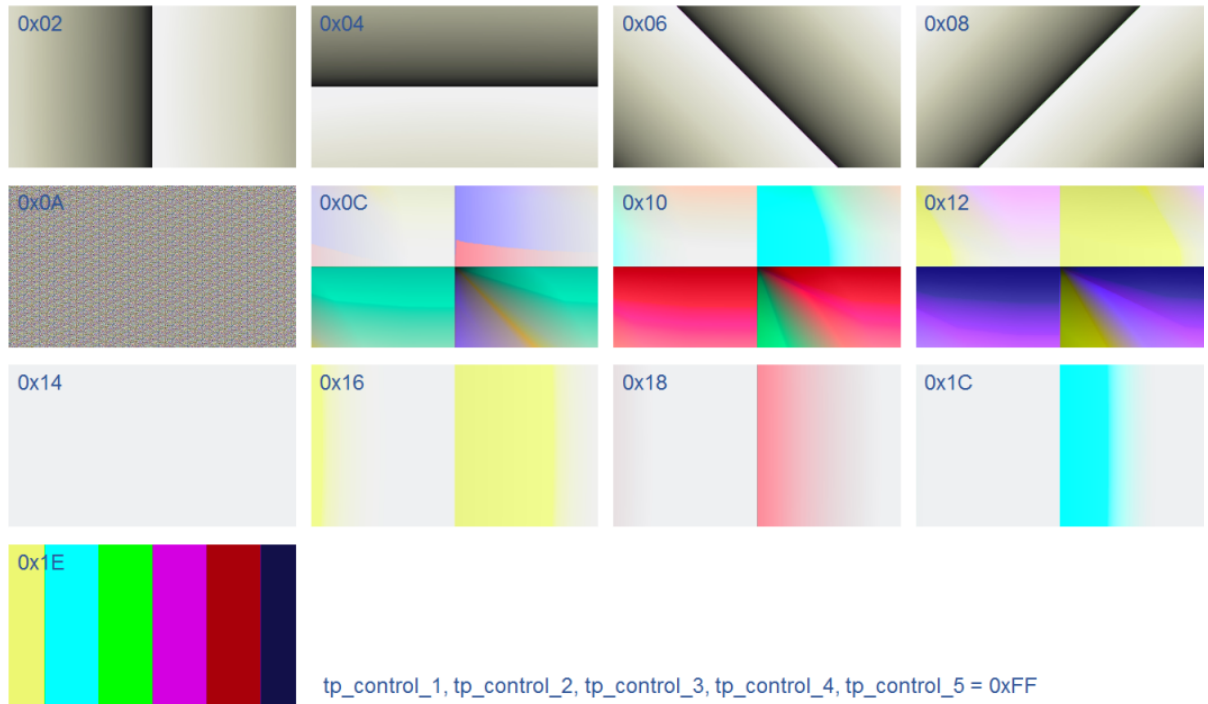 0x02
0x04
0x06
0x08
0x0A
0x0C
0x10
0x12
0x14
0x16
0x18
0x1C
0x1E
tp_control_1, tp_control_2, tp_control_3, tp_control_4, tp_control_5 = 0xFF